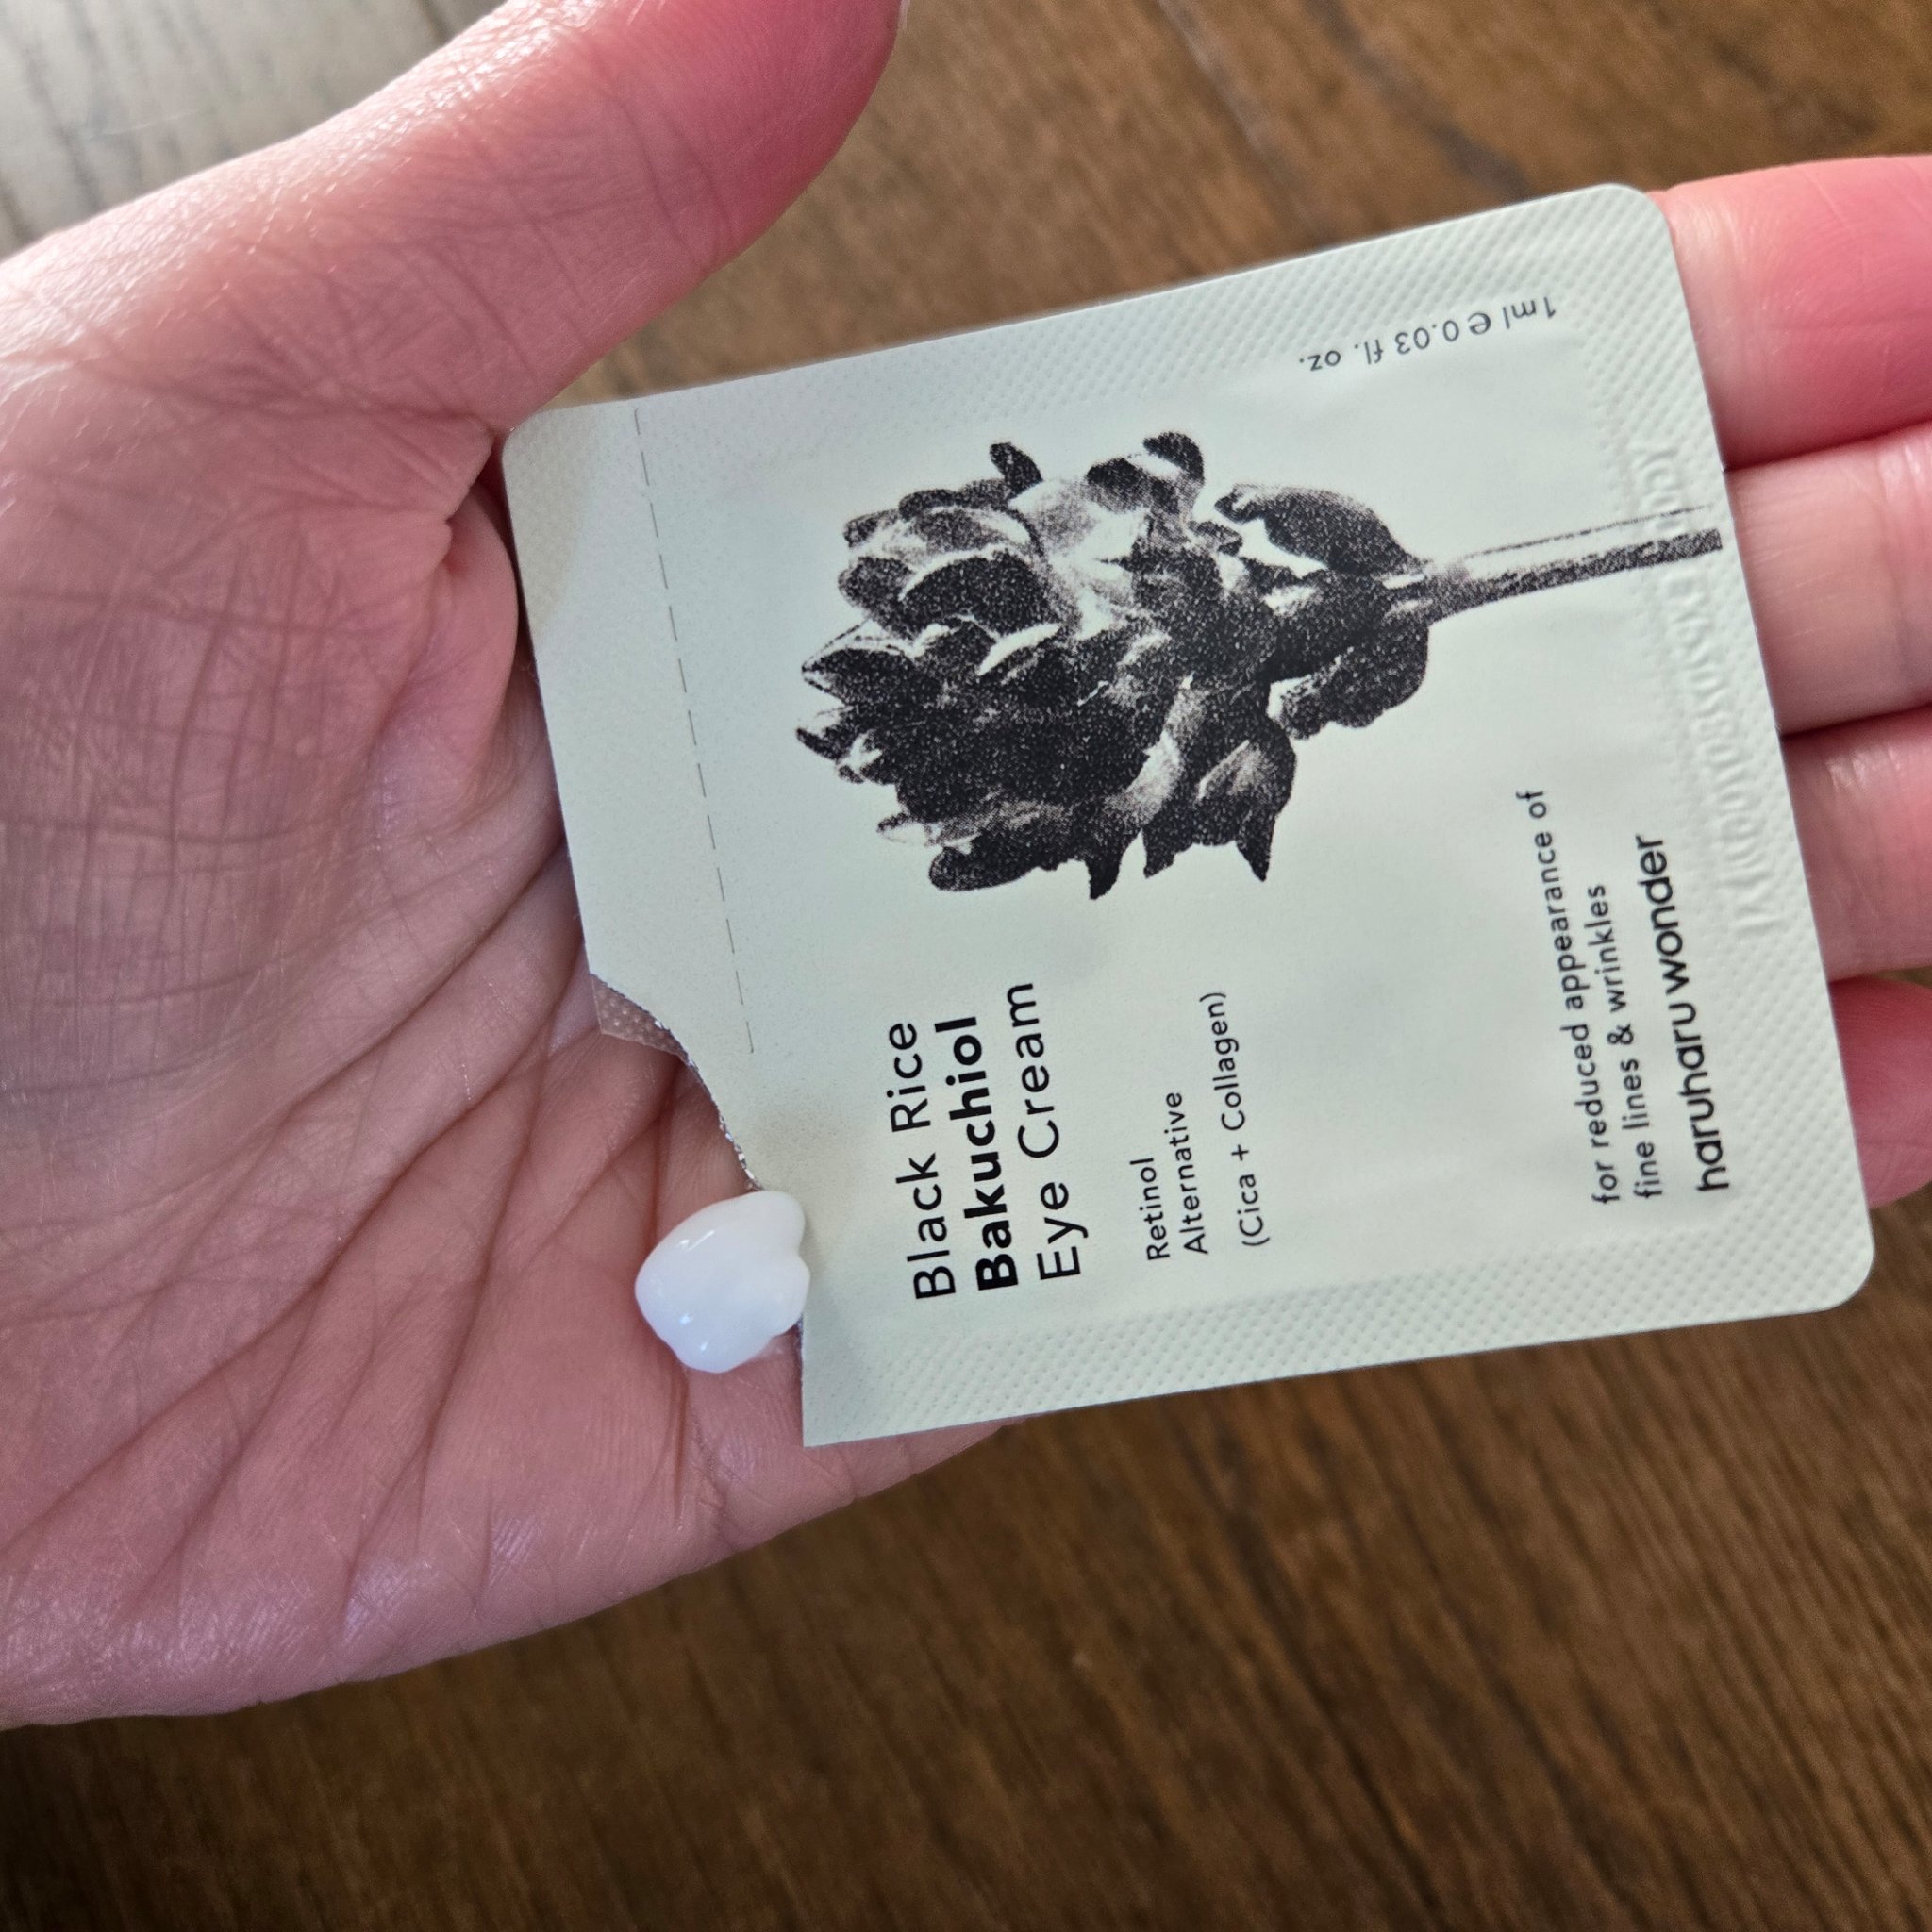 Black Rice
Bakuchiol
Eye Cream
Retinol
Alternative
(Cica + Collagen)
for reduced appearance of
fine lines & wrinkles
haruharu wonder
1ml ℮ 0.03 fl. oz.